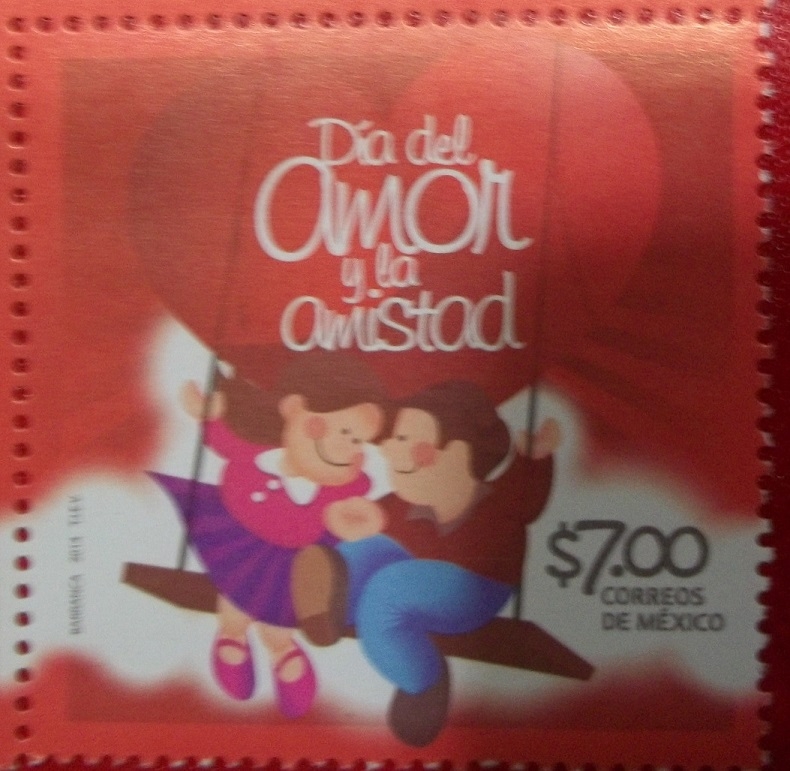 Día del
amor
y la
amistad
$7.00
CORREOS
DE MÉXICO